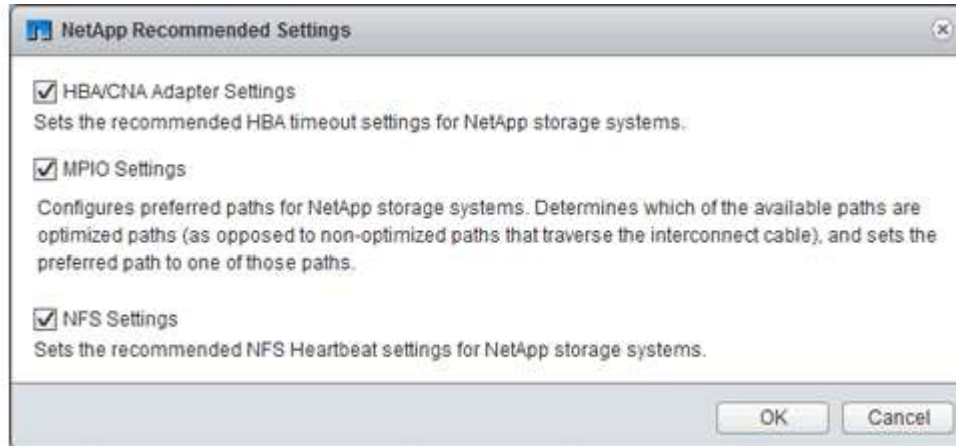 NetApp Recommended Settings
HBA/CNA Adapter Settings
Sets the recommended HBA timeout settings for NetApp storage systems.
MPIO Settings
Configures preferred paths for NetApp storage systems. Determines which of the available paths are
optimized paths (as opposed to non-optimized paths that traverse the interconnect cable), and sets the
preferred path to one of those paths.
NFS Settings
Sets the recommended NFS Heartbeat settings for NetApp storage systems.
OK Cancel